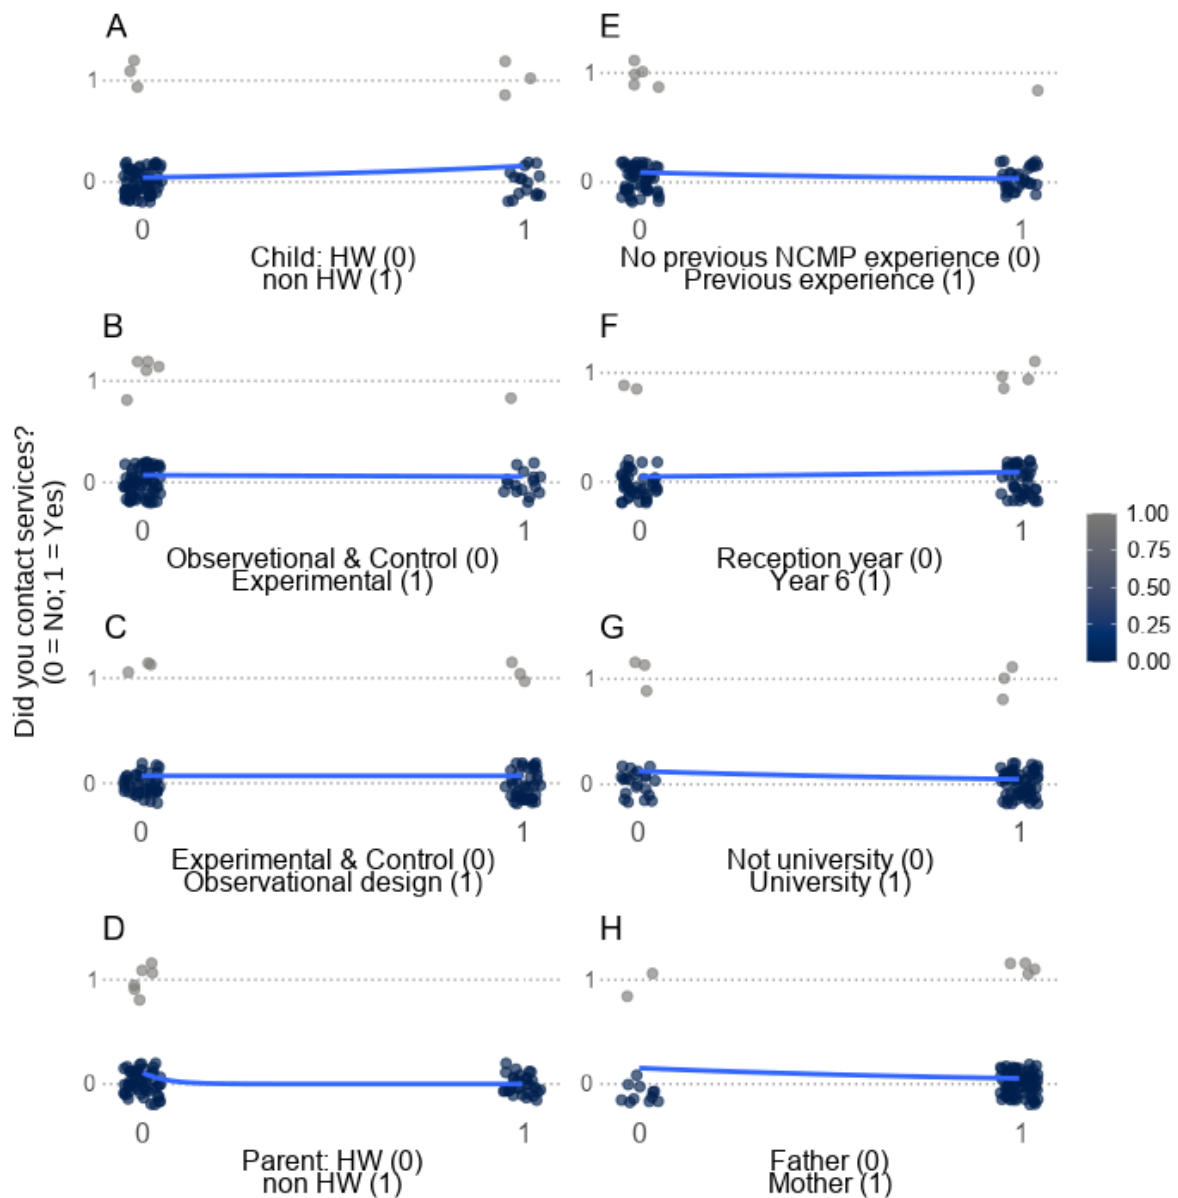 A
1
0
0 1
Child: HW (0)
non HW (1)
E
1
0
0 1
No previous NCMP experience (0)
Previous experience (1)
B
1
0
0 1
Observetional & Control (0)
Experimental (1)
F
1
0
0 1
Reception year (0)
Year 6 (1)
C
1
0
0 1
Experimental & Control (0)
Observational design (1)
G
1
0
0 1
Not university (0)
University (1)
D
1
0
0 1
Parent: HW (0)
non HW (1)
H
1
0
0 1
Father (0)
Mother (1)
Did you contact services?
(0 = No; 1 = Yes)
1.00
0.75
0.50
0.25
0.00